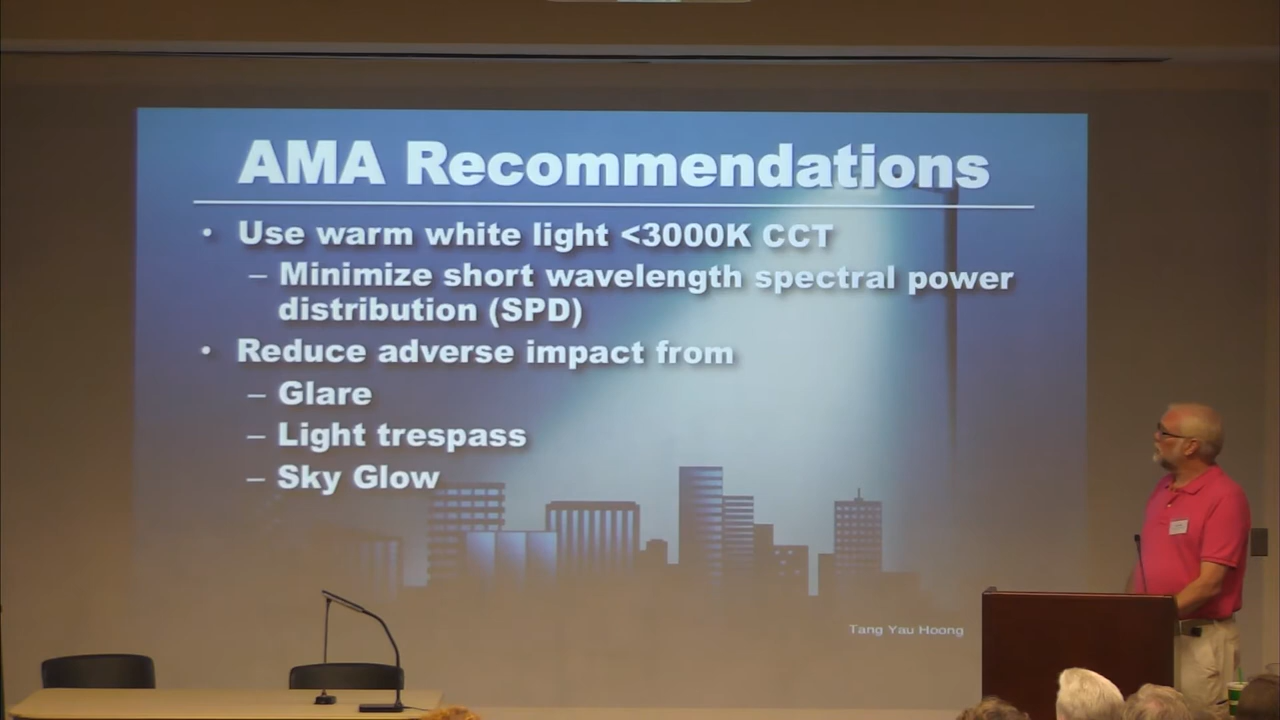 AMA Recommendations
• Use warm white light <3000K CCT
– Minimize short wavelength spectral power
distribution (SPD)
• Reduce adverse impact from
– Glare
– Light trespass
– Sky Glow
Tang Yau Hoong